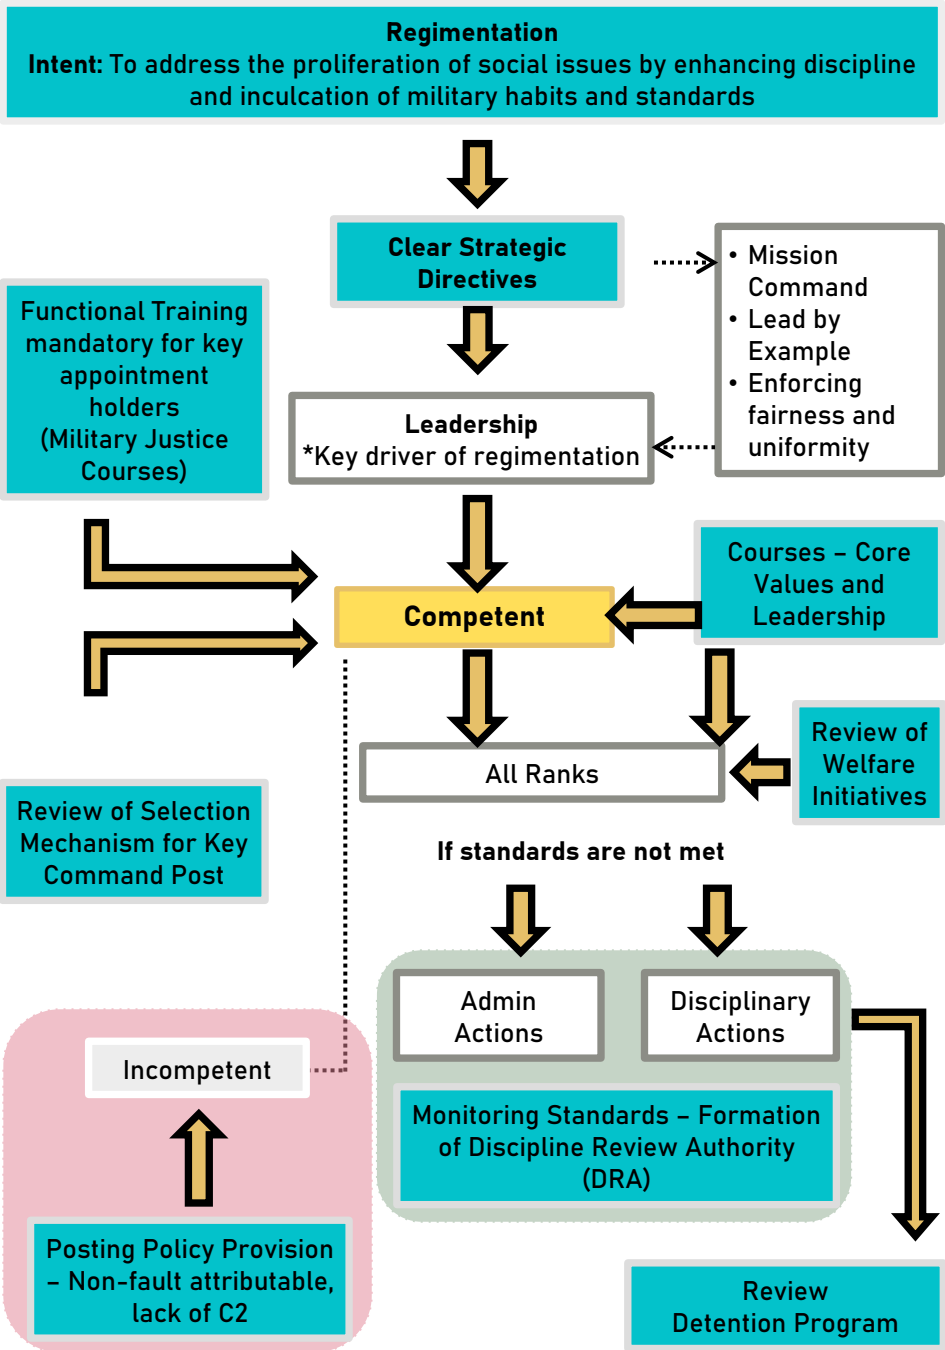 Regimentation
Intent: To address the proliferation of social issues by enhancing discipline
and inculcation of military habits and standards
Clear Strategic
Directives
• Mission
Command
• Lead by
Example
• Enforcing
fairness and
uniformity
Functional Training
mandatory for key
appointment
holders
(Military Justice
Courses)
Leadership
*Key driver of regimentation
Courses – Core
Values and
Leadership
Competent
Review of
Welfare
Initiatives
All Ranks
Review of Selection
Mechanism for Key
Command Post
If standards are not met
Admin
Actions
Disciplinary
Actions
Incompetent
Monitoring Standards – Formation
of Discipline Review Authority
(DRA)
Posting Policy Provision
– Non-fault attributable,
lack of C2
Review
Detention Program